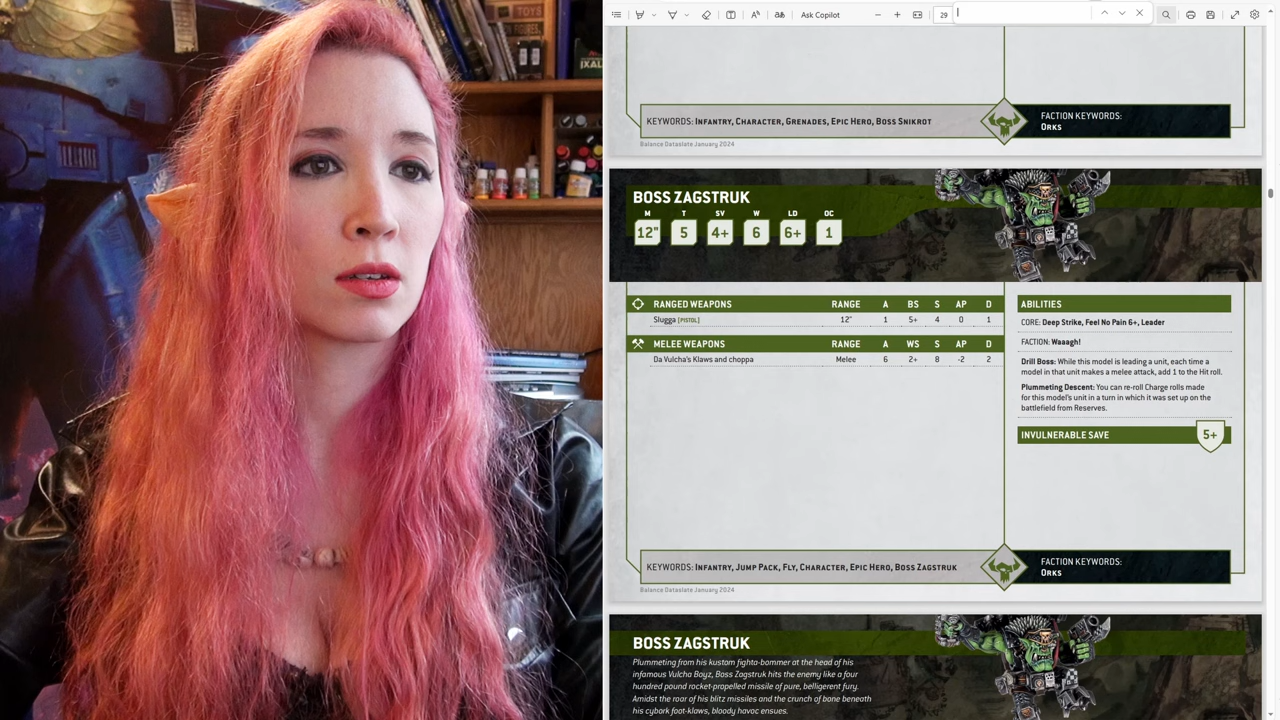 TOYS
IXAL
Ask Copilot
29
KEYWORDS: Infantry, Character, Grenades, Epic Hero, Boss Snikrot
FACTION KEYWORDS:
Orks
Balance Dataslate January 2024
BOSS ZAGSTRUK
M T SV W LD OC
12" 5 4+ 6 6+ 1
RANGED WEAPONS RANGE A BS S AP D
Slugga [PISTOL] 12" 1 5+ 4 0 1
MELEE WEAPONS RANGE A WS S AP D
Da Vulcha's Klaws and choppa Melee 6 2+ 8 -2 2
ABILITIES
CORE: Deep Strike, Feel No Pain 6+, Leader
FACTION: Waaagh!
Drill Boss: While this model is leading a unit, each time a
model in that unit makes a melee attack, add 1 to the Hit roll.
Plummeting Descent: You can re-roll Charge rolls made
for this model's unit in a turn in which it was set up on the
battlefield from Reserves.
INVULNERABLE SAVE 5+
KEYWORDS: Infantry, Jump Pack, Fly, Character, Epic Hero, Boss Zagstruk
FACTION KEYWORDS:
Orks
Balance Dataslate January 2024
BOSS ZAGSTRUK
Plummeting from his kustom fighta-bommer at the head of his
infamous Vulcha Boyz, Boss Zagstruk hits the enemy like a four
hundred pound rocket-propelled missile of pure, belligerent fury.
Amidst the roar of his blitz missiles and the crunch of bone beneath
his cybork foot-klaws, bloody havoc ensues.